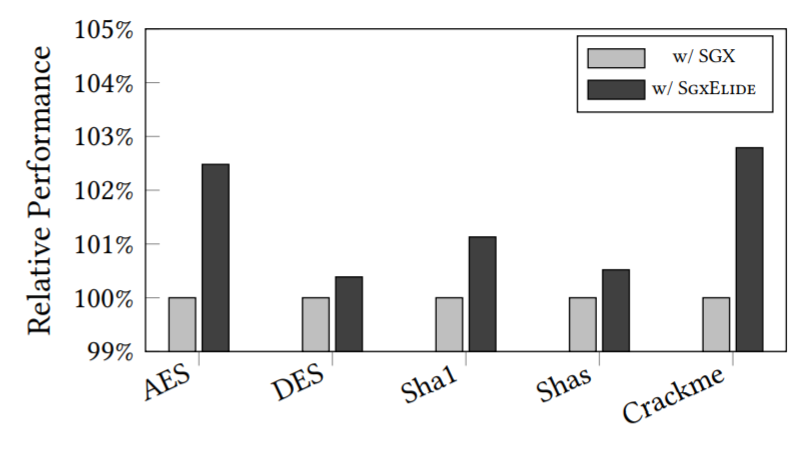 105%
104%
103%
102%
101%
100%
99%
Relative Performance
w/ SGX
w/ SGXELIDE
AES
DES
Sha1
Shas
Crackme